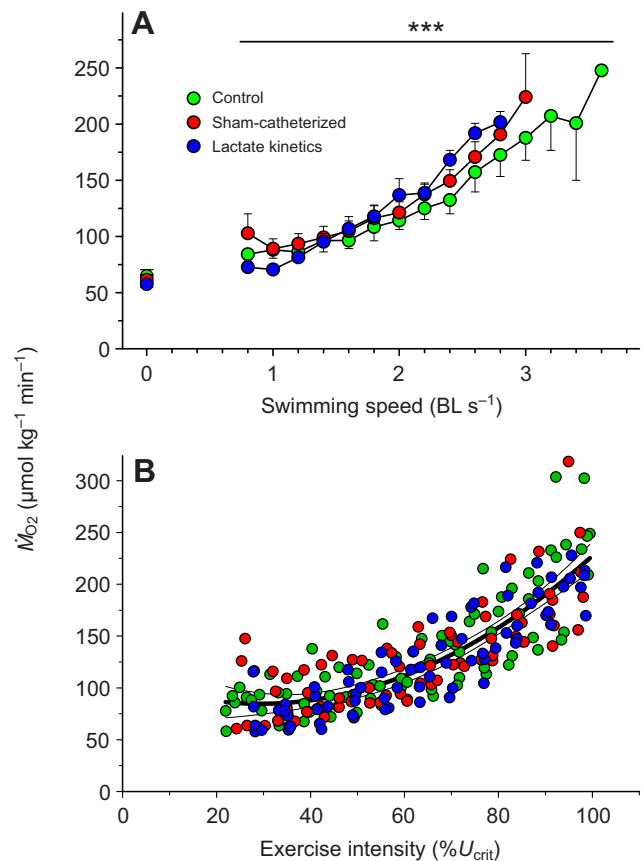 A
***
250
200
150
100
50
0
Control
Sham-catheterized
Lactate kinetics
0 1 2 3
Swimming speed (BL s⁻¹)
Ṁ_O₂ (µmol kg⁻¹ min⁻¹)
B
300
250
200
150
100
50
0
0 20 40 60 80 100
Exercise intensity (%U_crit)